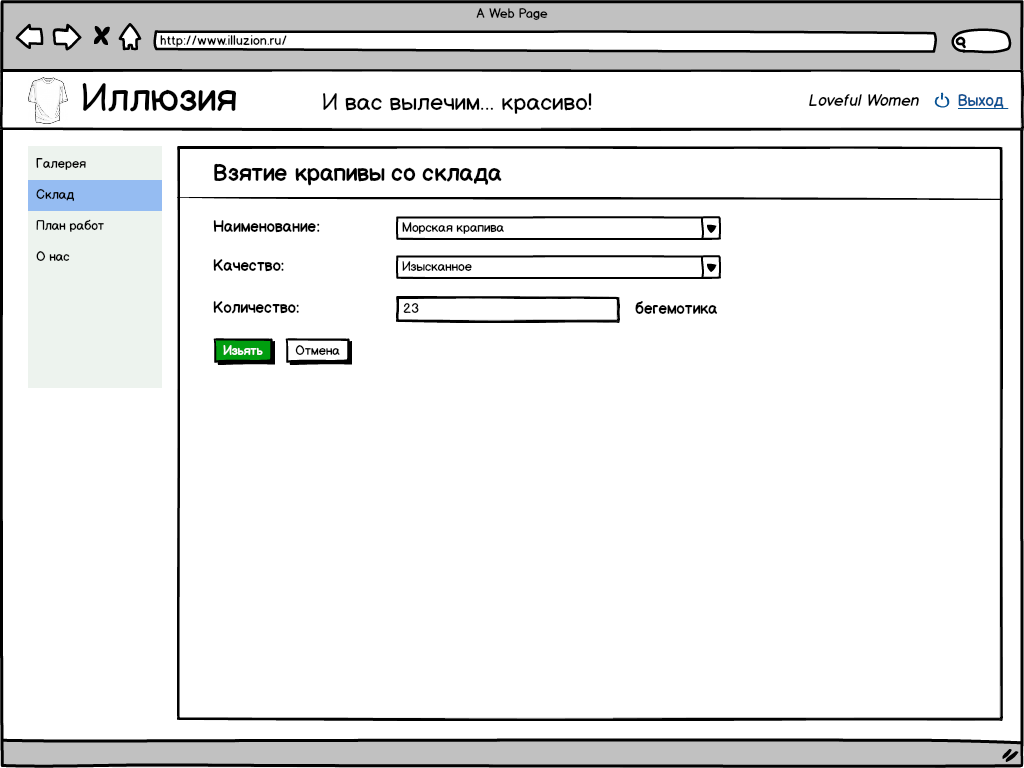 A Web Page
http://www.illuzion.ru/
Иллюзия
И вас вылечим... красиво!
Loveful Women
Выход
Галерея
Склад
План работ
О нас
Взятие крапивы со склада
Наименование:
Морская крапива
Качество:
Изысканное
Количество:
23
бегемотика
Изьять
Отмена